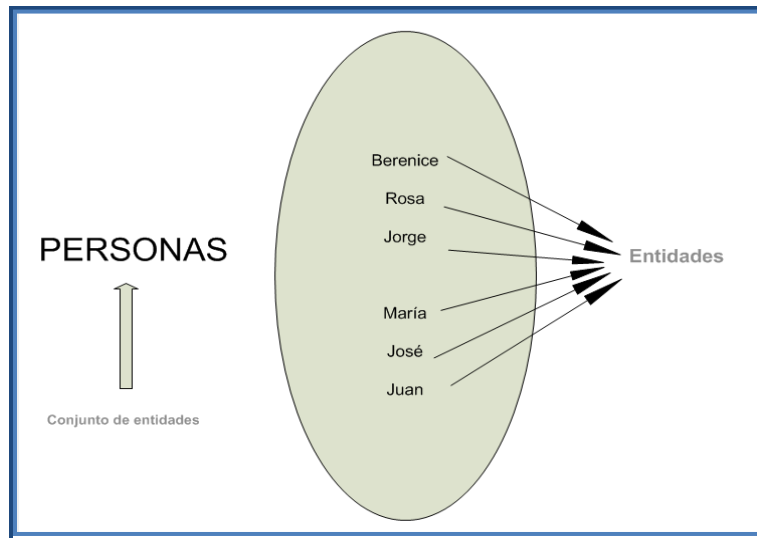 Berenice
Rosa
Jorge
PERSONAS
Entidades
María
José
Juan
Conjunto de entidades